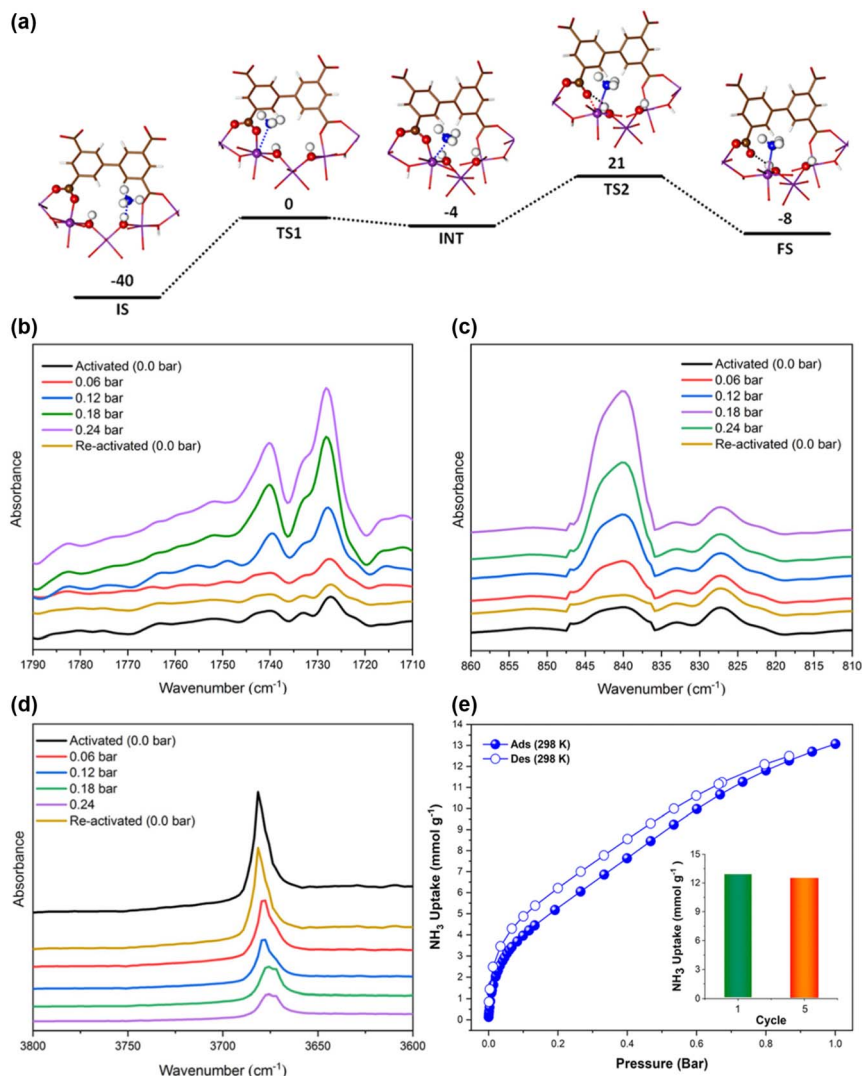 (a)
21
TS2
0
TS1
-4
INT
-8
FS
-40
IS
(b)
Activated (0.0 bar)
0.06 bar
0.12 bar
0.18 bar
0.24 bar
Re-activated (0.0 bar)
Absorbance
1790 1780 1770 1760 1750 1740 1730 1720 1710
Wavenumber (cm⁻¹)
(c)
Activated (0.0 bar)
0.06 bar
0.12 bar
0.18 bar
0.24 bar
Re-activated (0.0 bar)
Absorbance
860 855 850 845 840 835 830 825 820 815 810
Wavenumber (cm⁻¹)
(d)
Activated (0.0 bar)
0.06 bar
0.12 bar
0.18 bar
0.24
Re-activated (0.0 bar)
Absorbance
3800 3750 3700 3650 3600
Wavenumber (cm⁻¹)
(e)
Ads (298 K)
Des (298 K)
NH₃ Uptake (mmol g⁻¹)
14
13
12
11
10
9
8
7
6
5
4
3
2
1
0
0.0 0.2 0.4 0.6 0.8 1.0
Pressure (Bar)
NH₃ Uptake (mmol g⁻¹)
15
12
9
6
3
0
1 5
Cycle